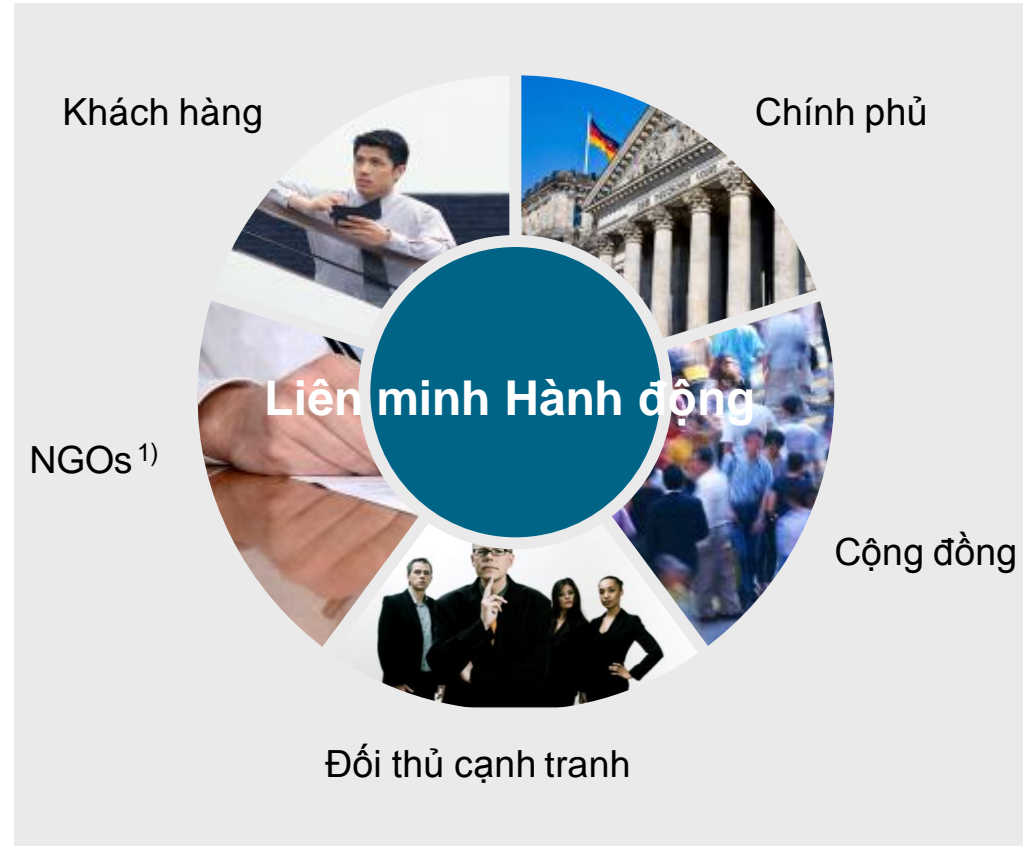 Khách hàng
Chính phủ
Liên minh Hành động
NGOs 1)
Cộng đồng
Đối thủ cạnh tranh